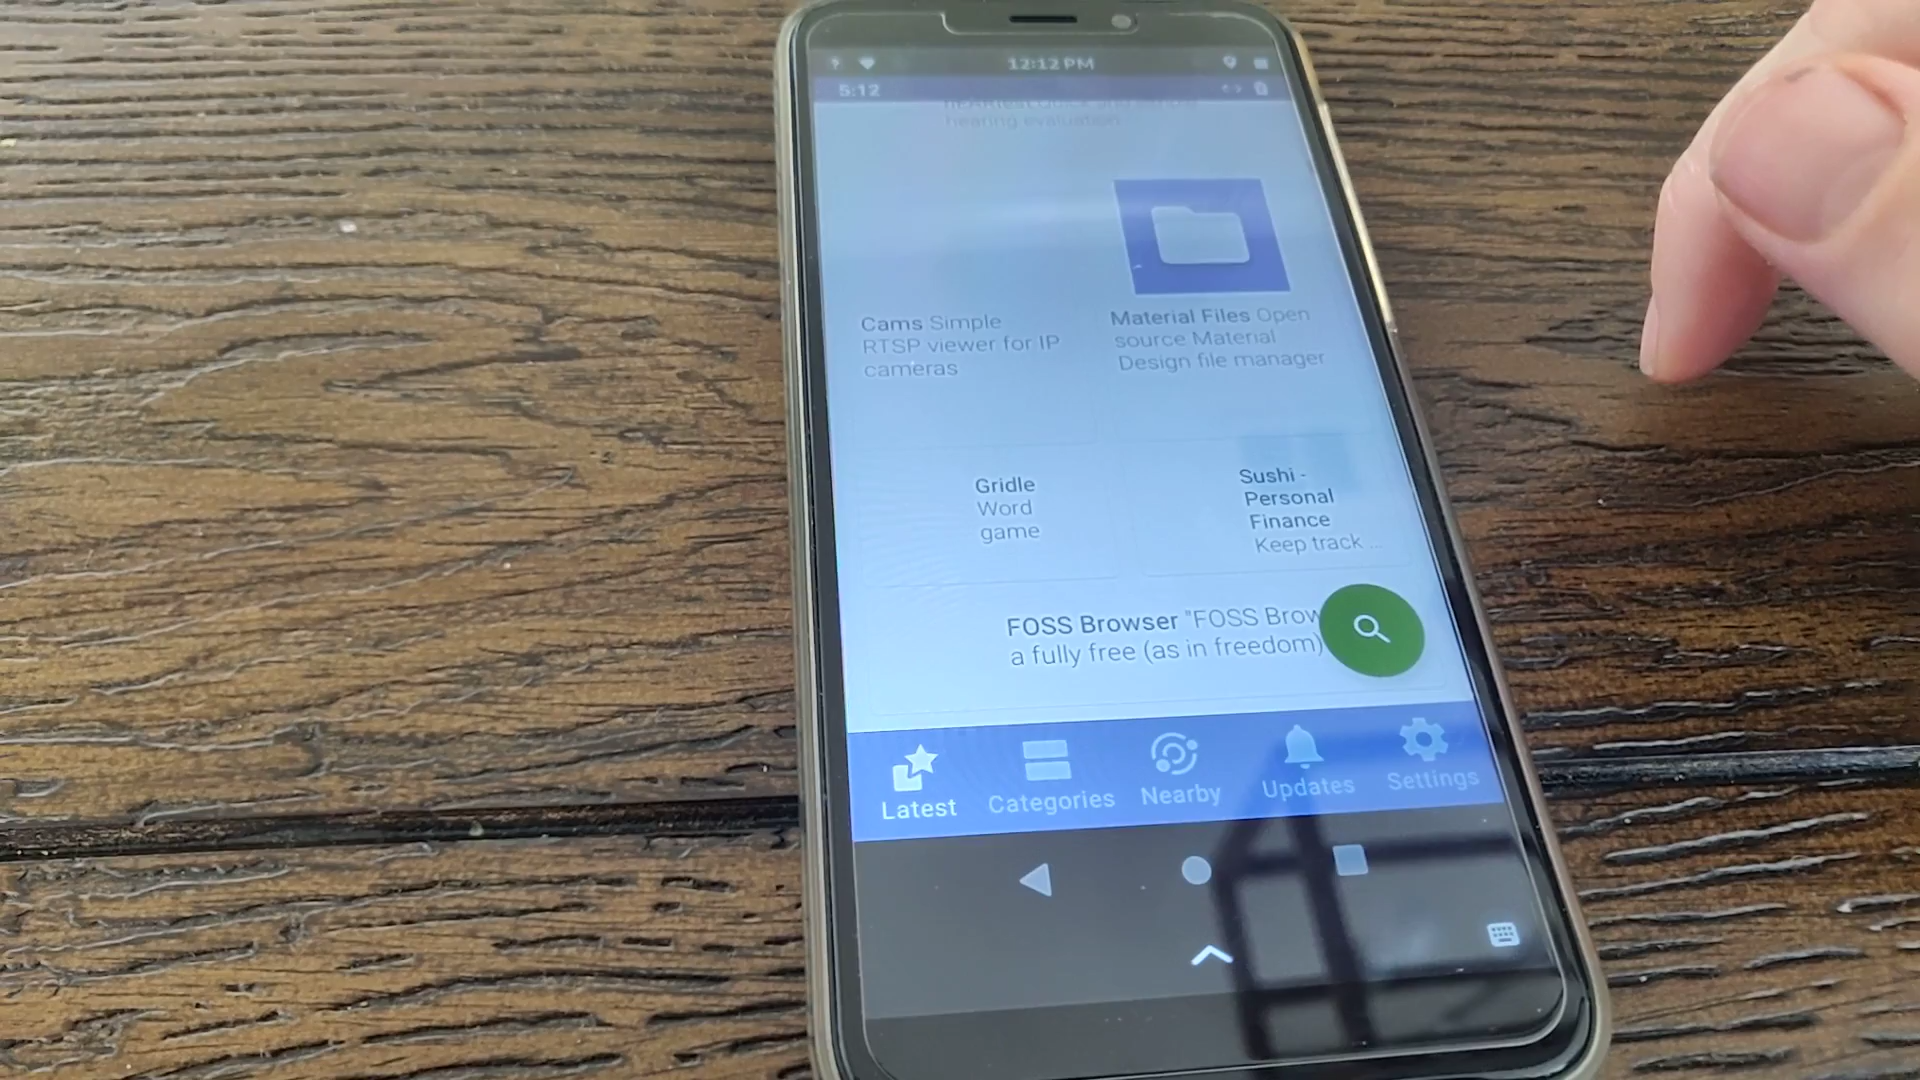 12:12 PM
5:12
hearing evaluation
Cams Simple
RTSP viewer for IP
cameras
Material Files Open
source Material
Design file manager
Gridle
Word
game
Sushi -
Personal
Finance
Keep track ...
FOSS Browser "FOSS Brow
a fully free (as in freedom)
Latest
Categories
Nearby
Updates
Settings